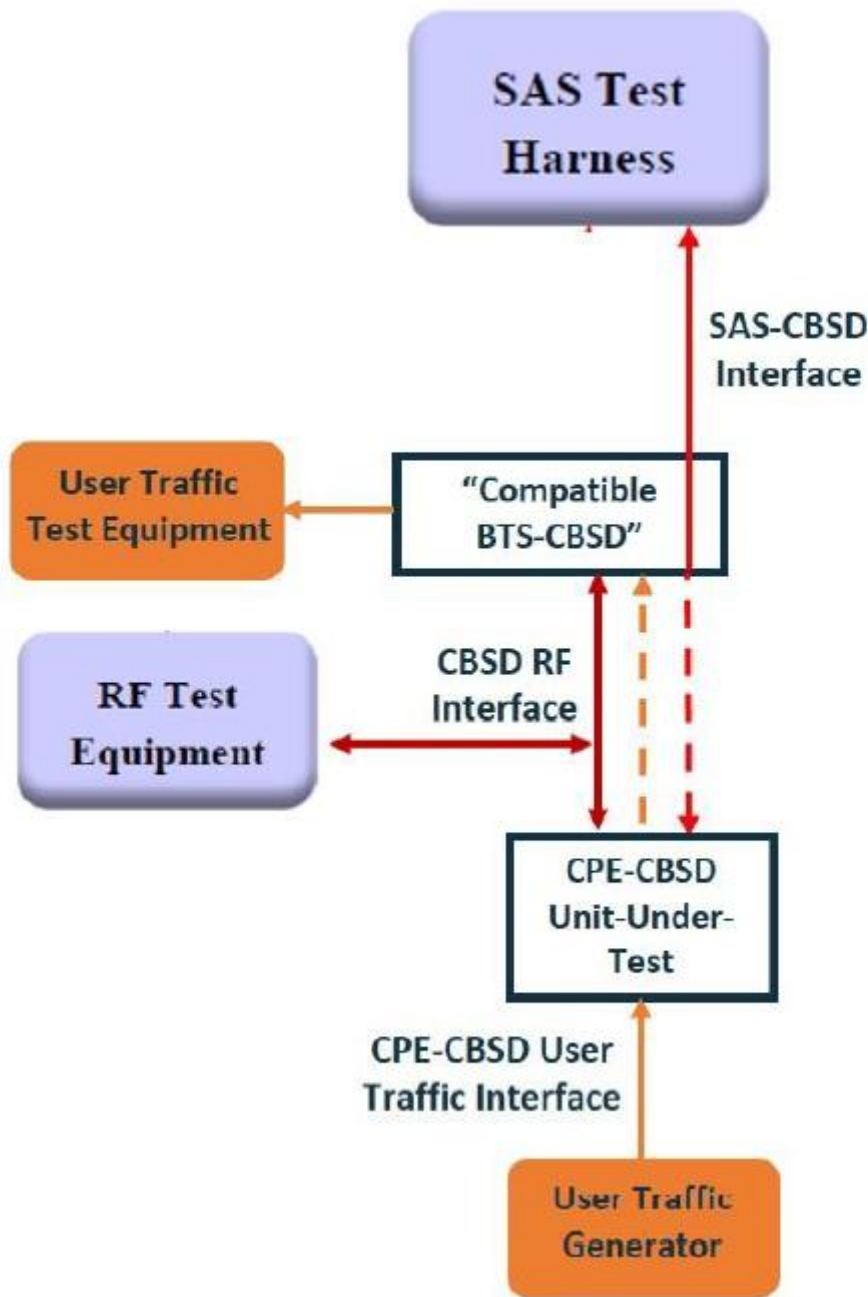 SAS Test
Harness
SAS-CBSD
Interface
User Traffic
Test Equipment
“Compatible
BTS-CBSD”
CBSD RF
Interface
RF Test
Equipment
CPE-CBSD
Unit-Under-
Test
CPE-CBSD User
Traffic Interface
User Traffic
Generator